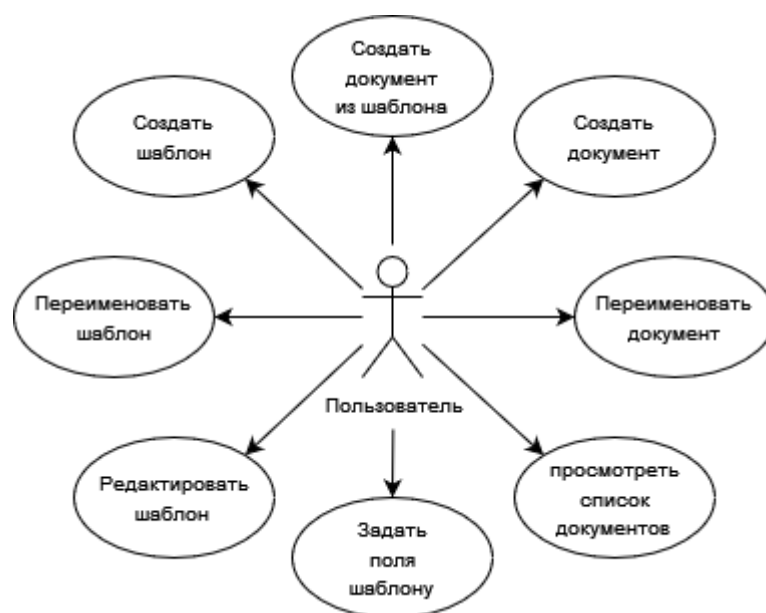 Создать
документ
из шаблона
Создать
шаблон
Создать
документ
Переименовать
шаблон
Переименовать
документ
Пользователь
Редактировать
шаблон
просмотреть
список
документов
Задать
поля
шаблону